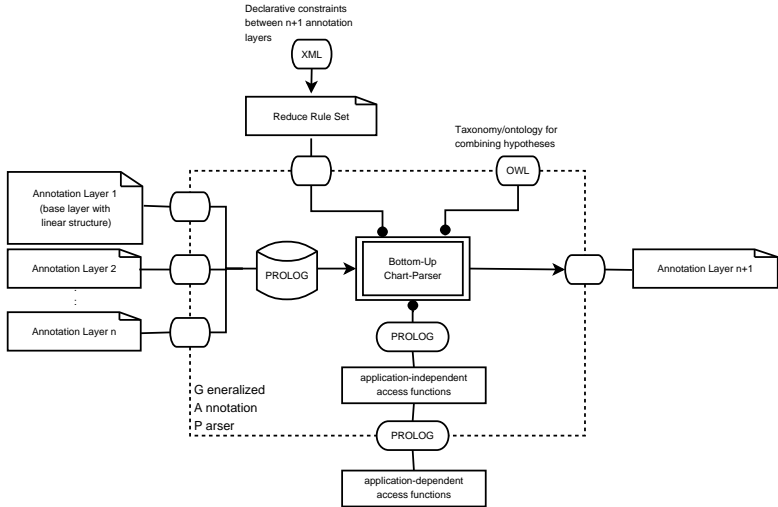 Declarative constraints
between n+1 annotation
layers
XML
Reduce Rule Set
Taxonomy/ontology for
combining hypotheses
OWL
Annotation Layer 1
(base layer with
linear structure)
Annotation Layer 2
:
:
Annotation Layer n
PROLOG
Bottom-Up
Chart-Parser
Annotation Layer n+1
PROLOG
application-independent
access functions
G eneralized
A nnotation
P arser
PROLOG
application-dependent
access functions